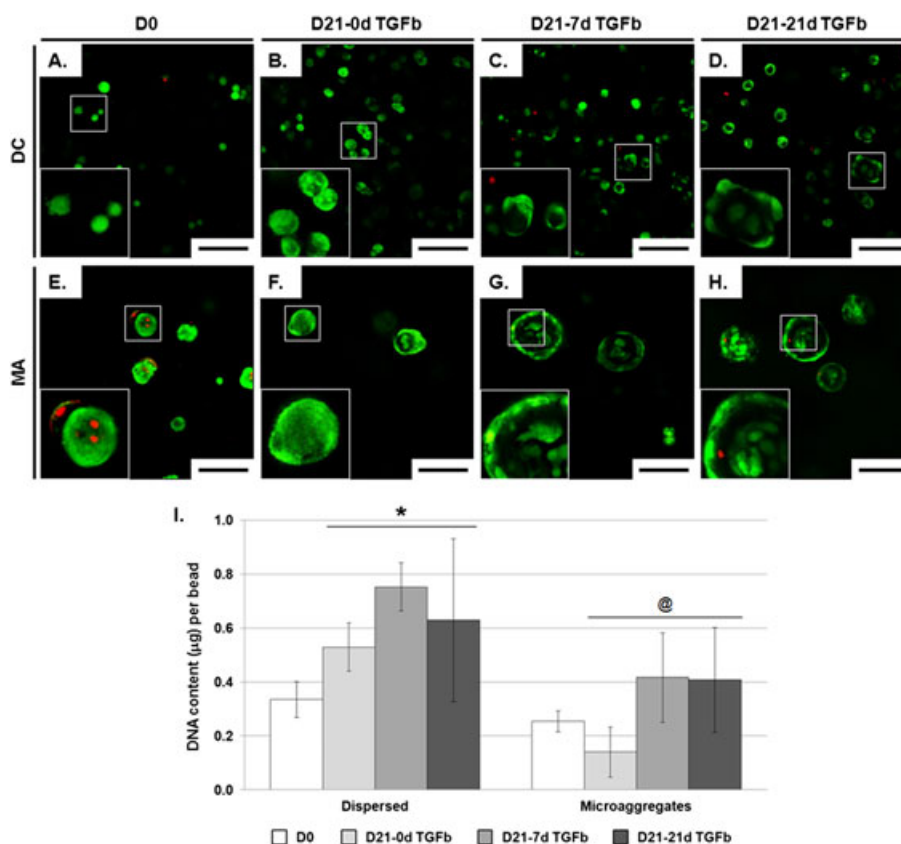 D0 D21-0d TGFb D21-7d TGFb D21-21d TGFb
DC
A. B. C. D.
MA
E. F. G. H.
I.
DNA content (µg) per bead
1.0
0.8
0.6
0.4
0.2
0.0
*
@
Dispersed Microaggregates
D0 D21-0d TGFb D21-7d TGFb D21-21d TGFb